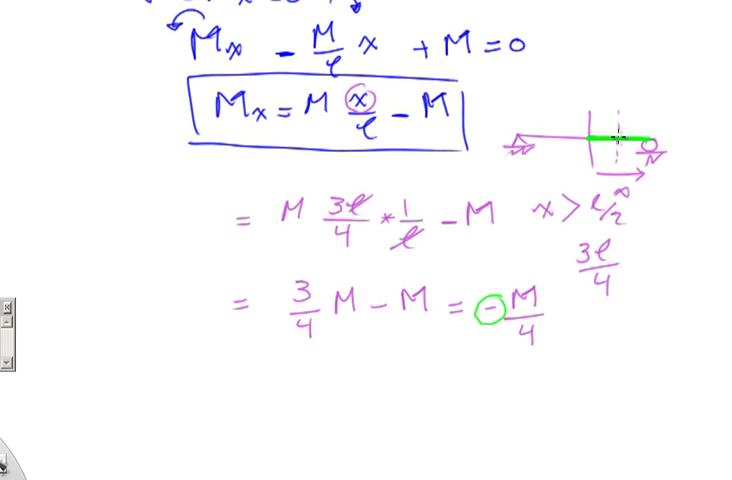 Mx - M/ℓ x + M = 0
Mx = M x/ℓ - M
= M 3ℓ/4 * 1/ℓ - M x > ℓ/2
3ℓ/4
= 3/4 M - M = - M/4